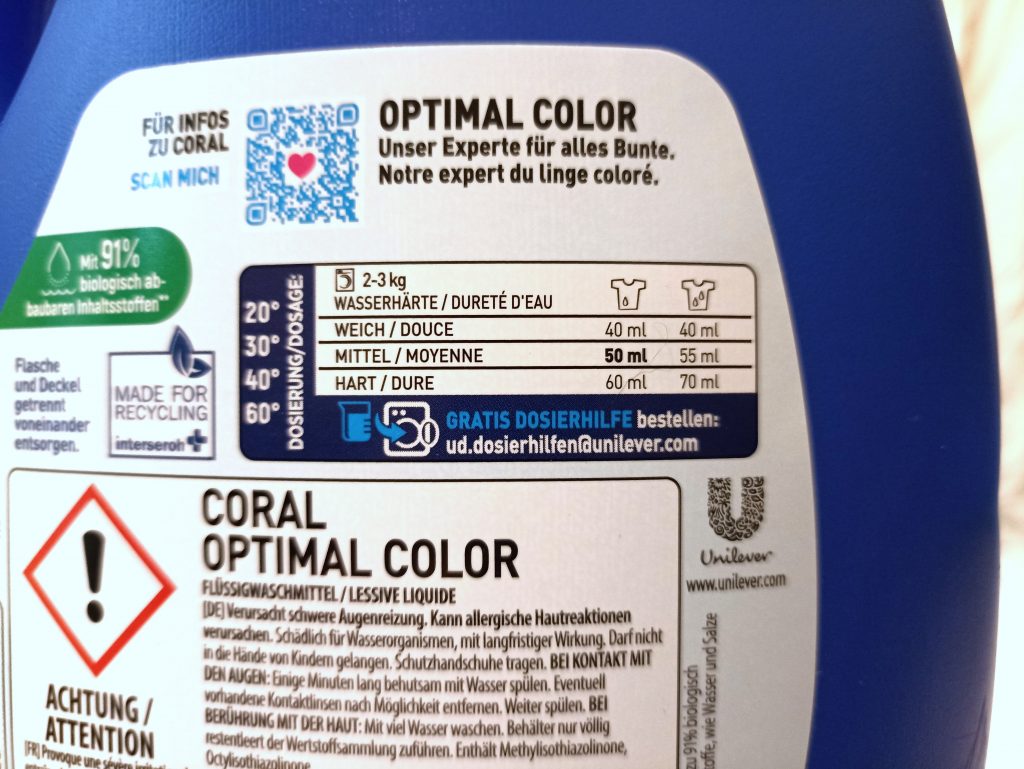 FÜR INFOS
ZU CORAL
SCAN MICH
OPTIMAL COLOR
Unser Experte für alles Bunte.
Notre expert du linge coloré.
Mit 91%
biologisch ab-
baubaren Inhaltsstoffen**
Flasche
und Deckel
getrennt
voneinander
entsorgen.
MADE FOR
RECYCLING
interseroh+
20°
30°
40°
60°
DOSIERUNG/DOSAGE:
2-3 kg
WASSERHÄRTE / DURETÉ D'EAU
WEICH / DOUCE 40 ml 40 ml
MITTEL / MOYENNE 50 ml 55 ml
HART / DURE 60 ml 70 ml
GRATIS DOSIERHILFE bestellen:
ud.dosierhilfen@unilever.com
CORAL
OPTIMAL COLOR
FLÜSSIGWASCHMITTEL / LESSIVE LIQUIDE
[DE] Verursacht schwere Augenreizung. Kann allergische Hautreaktionen
verursachen. Schädlich für Wasserorganismen, mit langfristiger Wirkung. Darf nicht
in die Hände von Kindern gelangen. Schutzhandschuhe tragen. BEI KONTAKT MIT
DEN AUGEN: Einige Minuten lang behutsam mit Wasser spülen. Eventuell
vorhandene Kontaktlinsen nach Möglichkeit entfernen. Weiter spülen. BEI
BERÜHRUNG MIT DER HAUT: Mit viel Wasser waschen. Behälter nur völlig
restentleert der Wertstoffsammlung zuführen. Enthält Methylisothiazolinone,
Octylisothiazolinone
ACHTUNG /
ATTENTION
[FR] Provoque une sévère
Unilever
www.unilever.com
zu 91% biologisch
wie Wasser und Salze